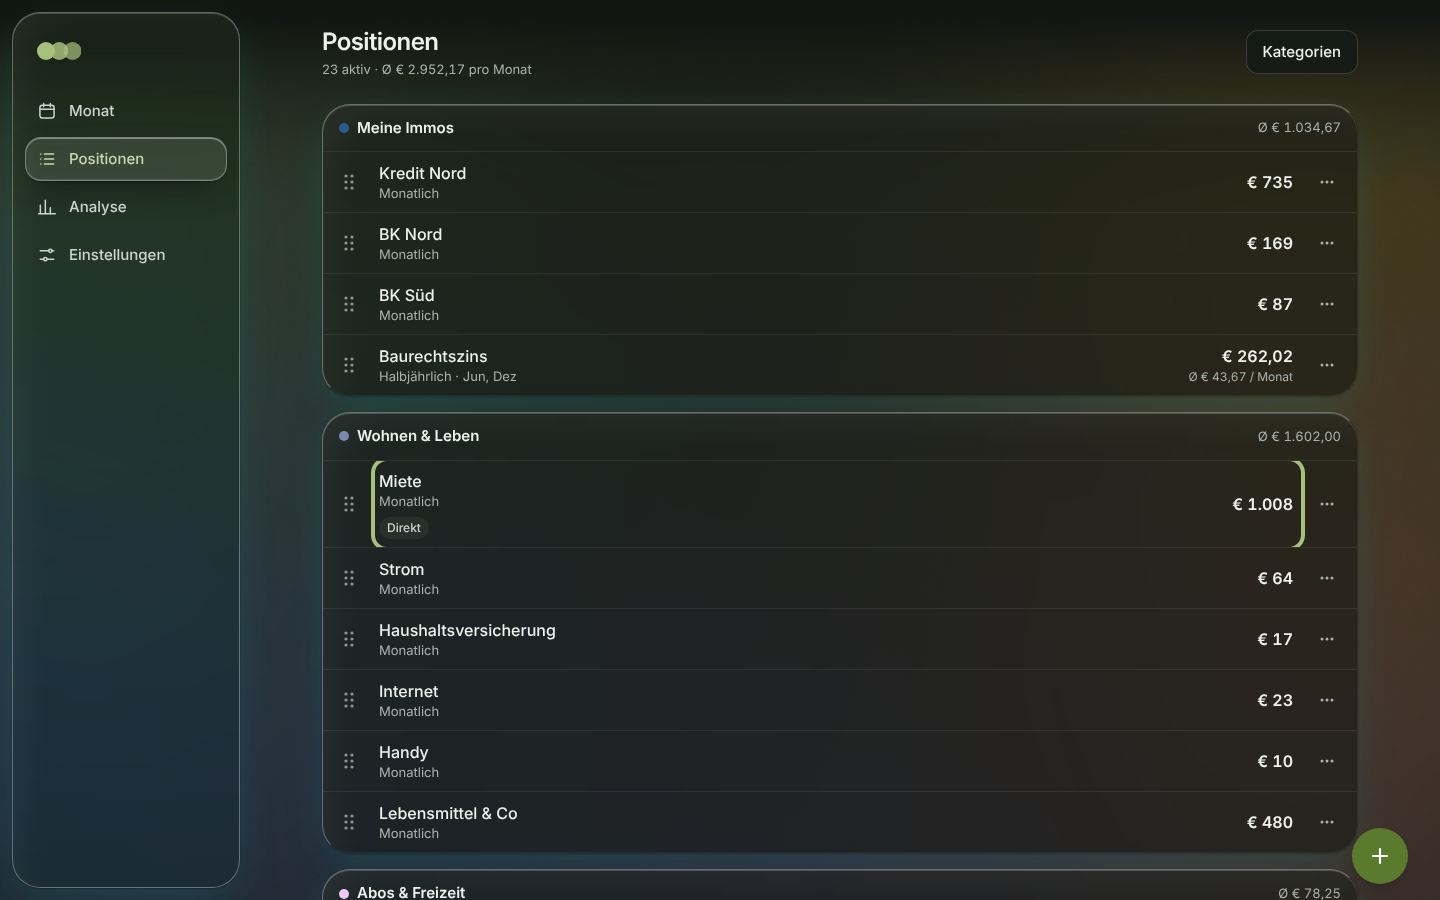 Monat
Positionen
Analyse
Einstellungen
Positionen
23 aktiv · Ø € 2.952,17 pro Monat
Kategorien
Meine Immos Ø € 1.034,67
Kredit Nord
Monatlich
€ 735
BK Nord
Monatlich
€ 169
BK Süd
Monatlich
€ 87
Baurechtszins
Halbjährlich · Jun, Dez
€ 262,02
Ø € 43,67 / Monat
Wohnen & Leben Ø € 1.602,00
Miete
Monatlich
Direkt
€ 1.008
Strom
Monatlich
€ 64
Haushaltsversicherung
Monatlich
€ 17
Internet
Monatlich
€ 23
Handy
Monatlich
€ 10
Lebensmittel & Co
Monatlich
€ 480
Abos & Freizeit Ø € 78,25